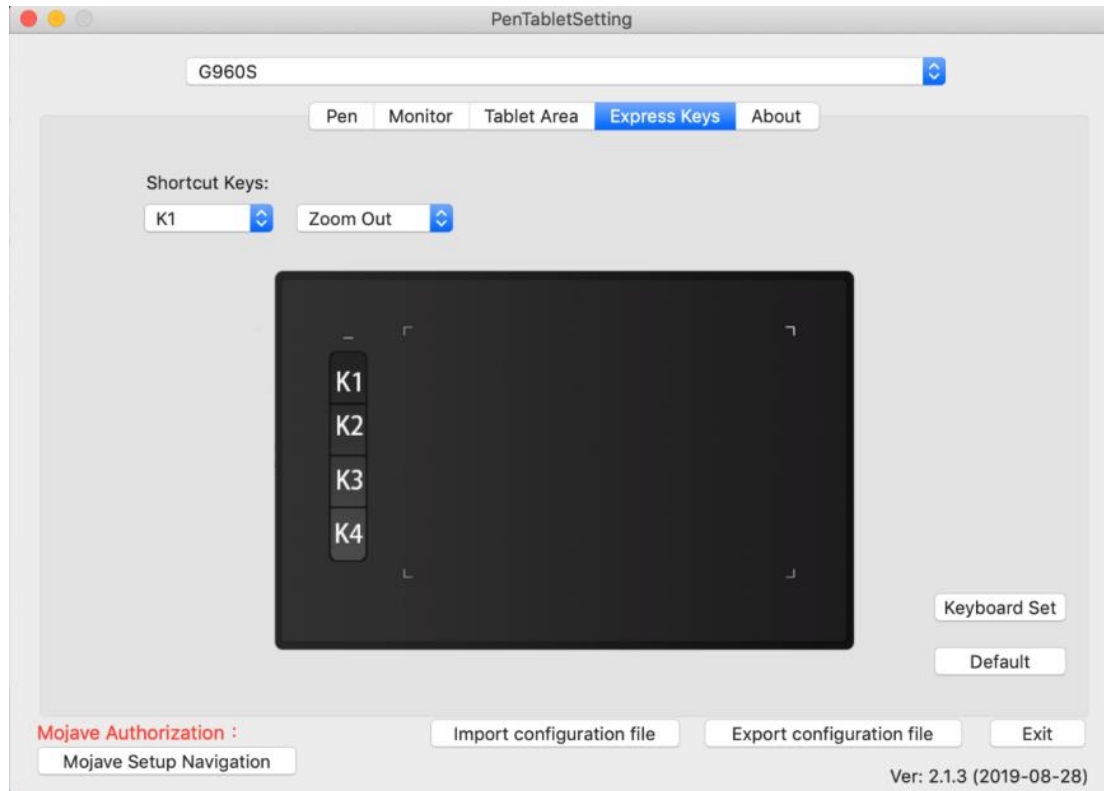 PenTabletSetting
G960S
Pen Monitor Tablet Area Express Keys About
Shortcut Keys:
K1 Zoom Out
K1
K2
K3
K4
Keyboard Set
Default
Mojave Authorization：
Import configuration file Export configuration file Exit
Mojave Setup Navigation
Ver: 2.1.3 (2019-08-28)